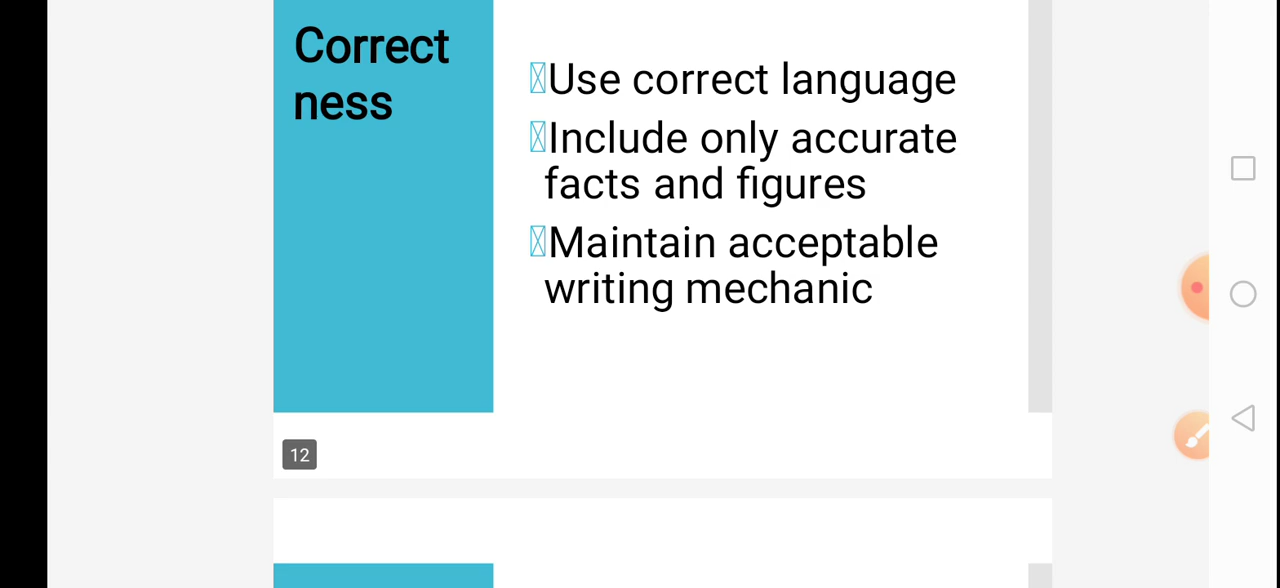 Correct
ness
Use correct language
Include only accurate
facts and figures
Maintain acceptable
writing mechanic
12